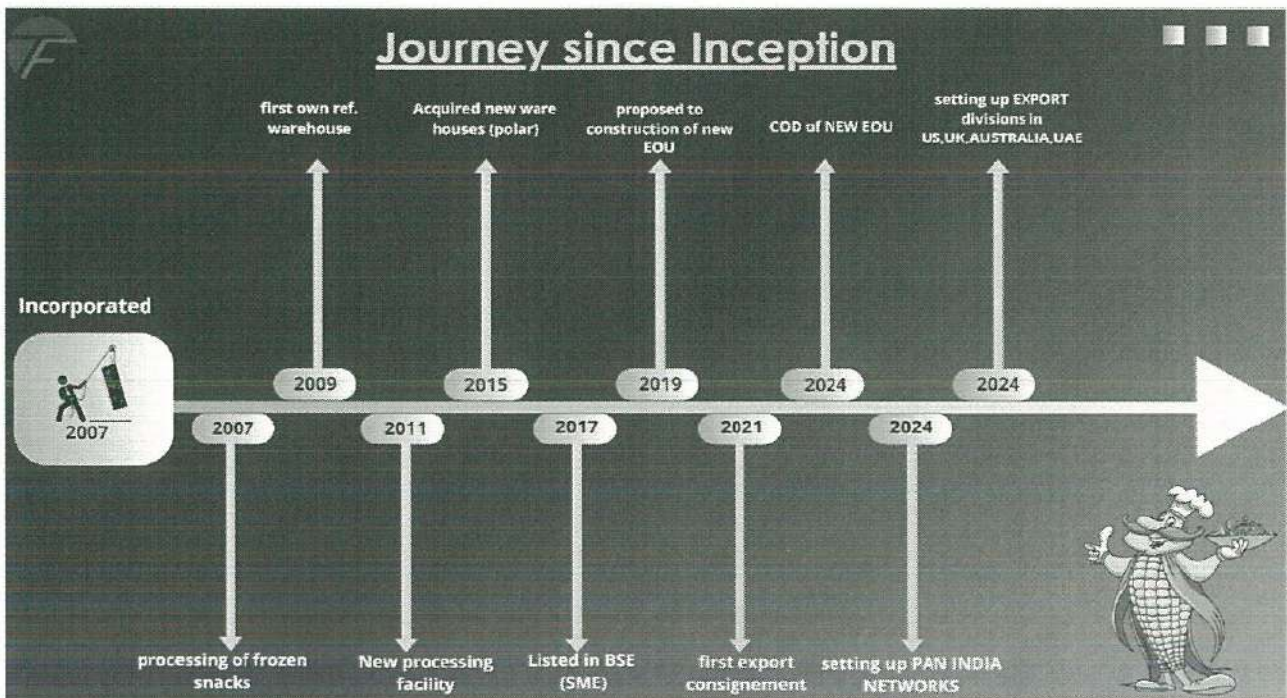 Journey since Inception
first own ref.
warehouse
Acquired new ware
houses (polar)
proposed to
construction of new
EOU
COD of NEW EOU
setting up EXPORT
divisions in
US,UK,AUSTRALIA,UAE
Incorporated
2007
2009
2015
2019
2024
2024
2007
2011
2017
2021
2024
processing of frozen
snacks
New processing
facility
Listed in BSE
(SME)
first export
consignement
setting up PAN INDIA
NETWORKS